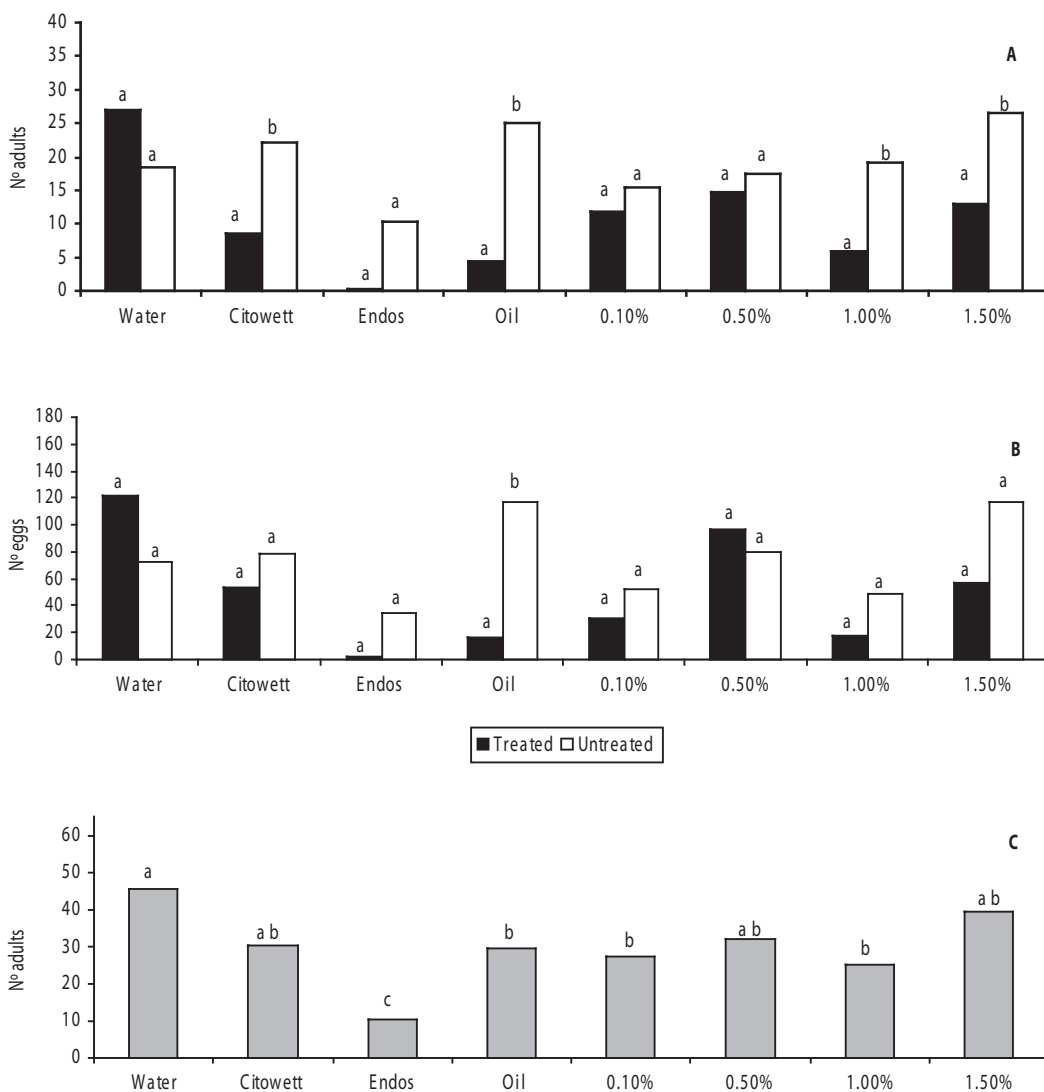 40
A
35
30
a
b
b
25
b
a
a
20
b
a
a
Nº adults
15
a
a
a
a
a
10
a
5
a
a
0
Water Citowett Endos Oil 0.10% 0.50% 1.00% 1.50%
180
B
160
a
b
a
140
120
a
100
a
Nº eggs
80
a
a
a
a
60
a
a
a
40
a
a
20
a
a
0
Water Citowett Endos Oil 0.10% 0.50% 1.00% 1.50%
Treated Untreated
60
C
50
a
a b
40
a b
b
b
a b
b
30
Nº adults
20
c
10
0
Water Citowett Endos Oil 0.10% 0.50% 1.00% 1.50%